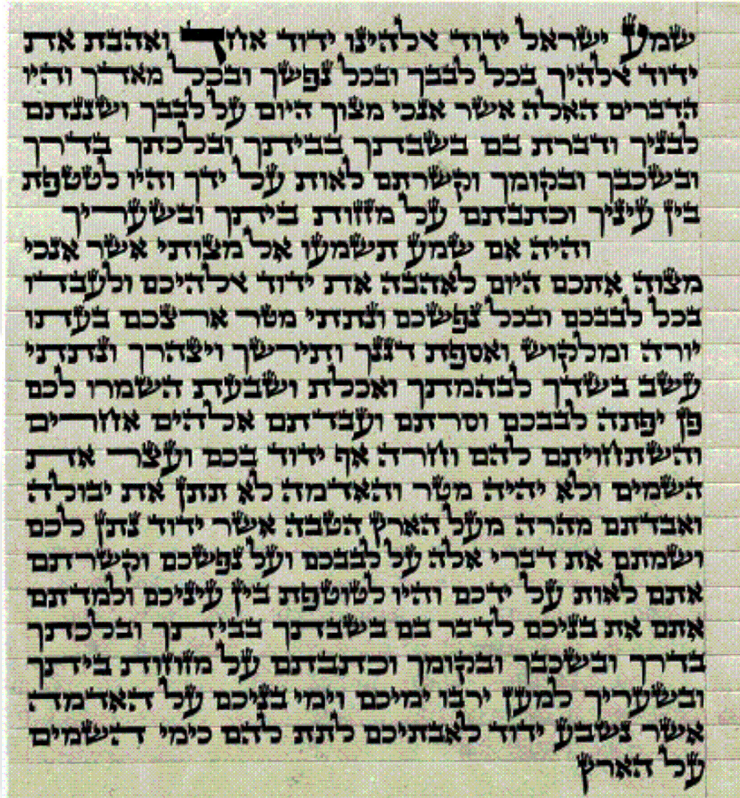 שמע ישראל ידוד אלהינו ידוד אחד ואהבת את
ידוד אלהיך בכל לבבך ובכל נפשך ובכל מאדך והיו
הדברים האלה אשר אנכי מצוך היום על לבבך ושננתם
לבניך ודברת בם בשבתך בביתך ובלכתך בדרך
ובשכבך ובקומך וקשרתם לאות על ידך והיו לטטפת
בין עיניך וכתבתם על מזוזת ביתך ובשעריך
והיה אם שמע תשמעו אל מצותי אשר אנכי
מצוה אתכם היום לאהבה את ידוד אלהיכם ולעבדו
בכל לבבכם ובכל נפשכם ונתתי מטר ארצכם בעתו
יורה ומלקוש ואספת דגנך ותירשך ויצהרך ונתתי
עשב בשדך לבהמתך ואכלת ושבעת השמרו לכם
פן יפתה לבבכם וסרתם ועבדתם אלהים אחרים
והשתחויתם להם וחרה אף ידוד בכם ועצר את
השמים ולא יהיה מטר והאדמה לא תתן את יבולה
ואבדתם מהרה מעל הארץ הטבה אשר ידוד נתן לכם
ושמתם את דברי אלה על לבבכם ועל נפשכם וקשרתם
אתם לאות על ידכם והיו לטוטפת בין עיניכם ולמדתם
אתם את בניכם לדבר בם בשבתך בביתך ובלכתך
בדרך ובשכבך ובקומך וכתבתם על מזוזות ביתך
ובשעריך למען ירבו ימיכם וימי בניכם על האדמה
אשר נשבע ידוד לאבתיכם לתת להם כימי השמים
על הארץ